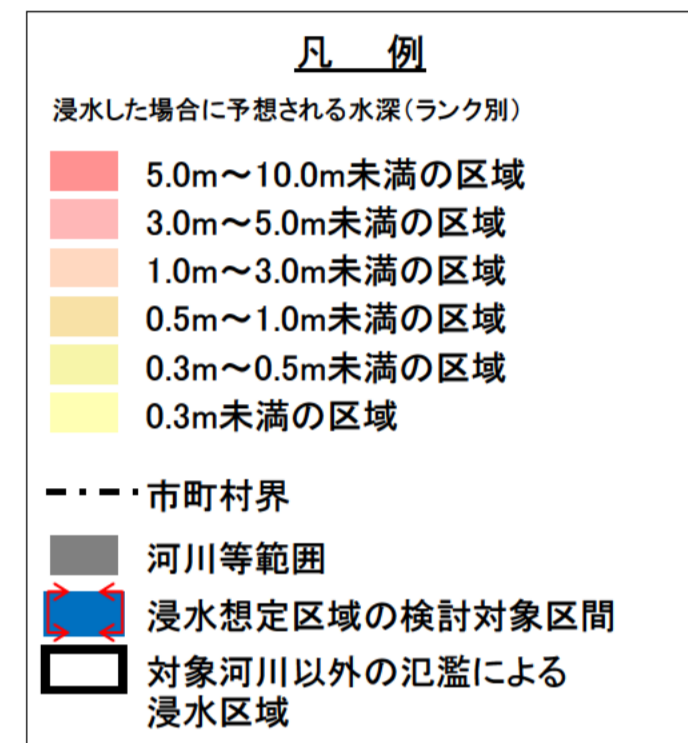 凡　例
浸水した場合に予想される水深（ランク別）
5.0m～10.0m未満の区域
3.0m～5.0m未満の区域
1.0m～3.0m未満の区域
0.5m～1.0m未満の区域
0.3m～0.5m未満の区域
0.3m未満の区域
市町村界
河川等範囲
浸水想定区域の検討対象区間
対象河川以外の氾濫による
浸水区域